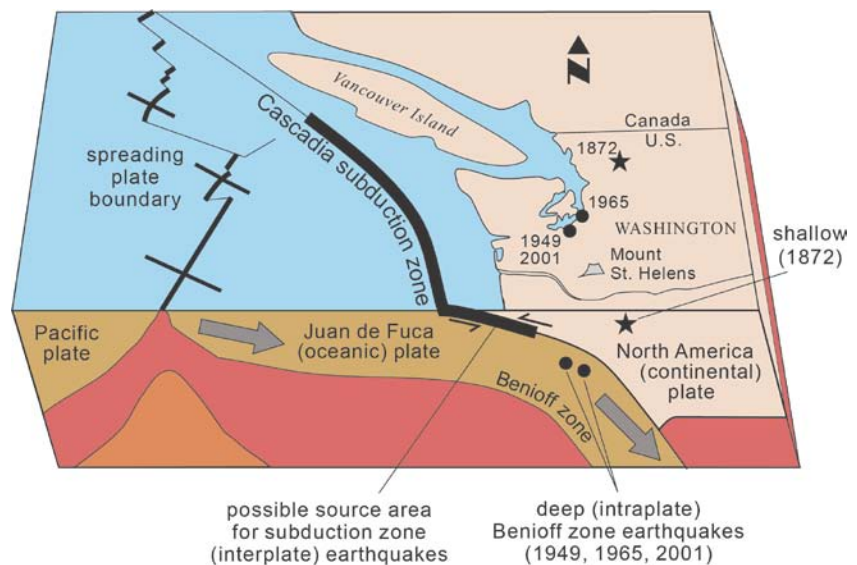 N
Vancouver Island
Canada
U.S.
1872
spreading
plate
boundary
Cascadia subduction zone
1965
WASHINGTON
1949
2001
Mount
St. Helens
shallow
(1872)
Pacific
plate
Juan de Fuca
(oceanic) plate
North America
(continental)
plate
Benioff zone
possible source area
for subduction zone
(interplate) earthquakes
deep (intraplate)
Benioff zone earthquakes
(1949, 1965, 2001)